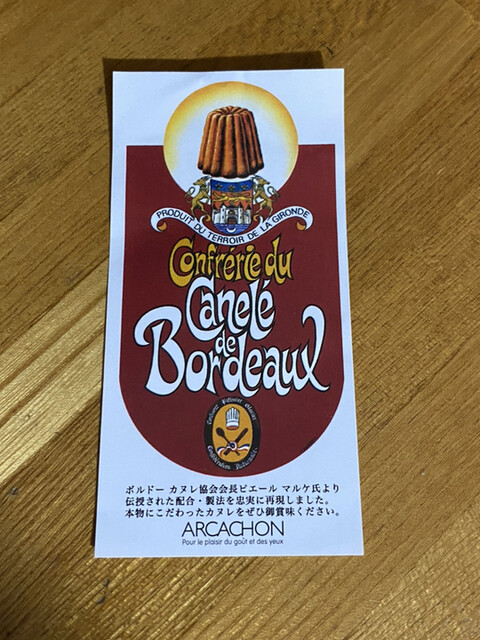 PRODUIT DU TERROIR DE LA GIRONDE
Confrérie du
Canelé
de
Bordeaux
ボルドー カヌレ協会会長ピエール マルケ氏より
伝授された配合・製法を忠実に再現しました。
本物にこだわったカヌレをぜひ御賞味ください。
ARCACHON
Pour le plaisir du goût et des yeux